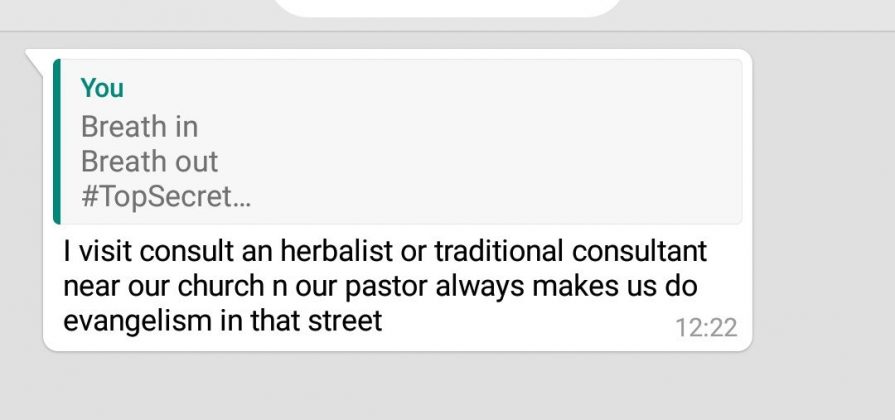 You
Breath in
Breath out
#TopSecret...
I visit consult an herbalist or traditional consultant
near our church n our pastor always makes us do
evangelism in that street
12:22